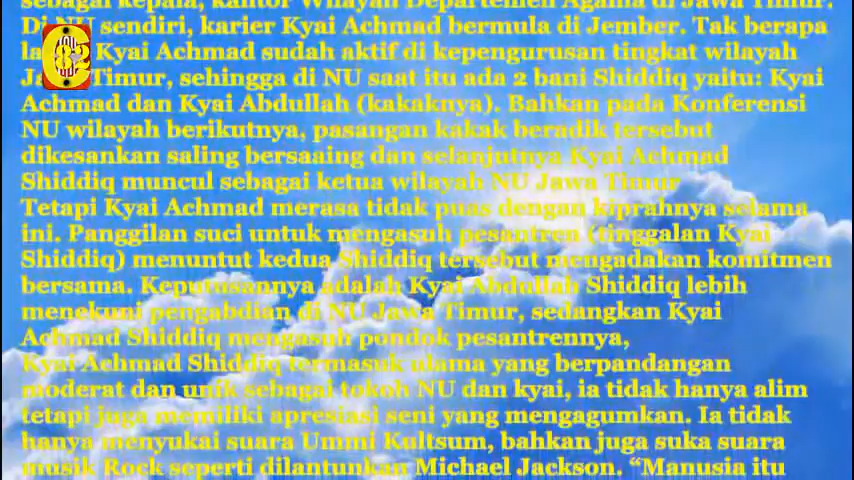 sebagai kepala, kantor Wilayah Departemen Agama di Jawa Timur.
Di NU sendiri, karier Kyai Achmad bermula di Jember. Tak berapa
la Kyai Achmad sudah aktif di kepengurusan tingkat wilayah
Ja Timur, sehingga di NU saat itu ada 2 bani Shiddiq yaitu: Kyai
Achmad dan Kyai Abdullah (kakaknya). Bahkan pada Konferensi
NU wilayah berikutnya, pasangan kakak beradik tersebut
dikesankan saling bersaaing dan selanjutnya Kyai Achmad
Shiddiq muncul sebagai ketua wilayah NU Jawa Timur
Tetapi Kyai Achmad merasa tidak puas dengan kiprahnya selama
ini. Panggilan suci untuk mengasuh pesantren (tinggalan Kyai
Shiddiq) menuntut kedua Shiddiq tersebut mengadakan komitmen
bersama. Keputusannya adalah Kyai Abdullah Shiddiq lebih
menekuni pengabdian di NU Jawa Timur, sedangkan Kyai
Achmad Shiddiq mengasuh pondok pesantrennya,
Kyai Achmad Shiddiq termasuk ulama yang berpandangan
moderat dan unik sebagai tokoh NU dan kyai, ia tidak hanya alim
tetapi juga memiliki apresiasi seni yang mengagumkan. Ia tidak
hanya menyukai suara Ummi Kultsum, bahkan juga suka suara
musik Rock seperti dilantunkan Michael Jackson. “Manusia itu